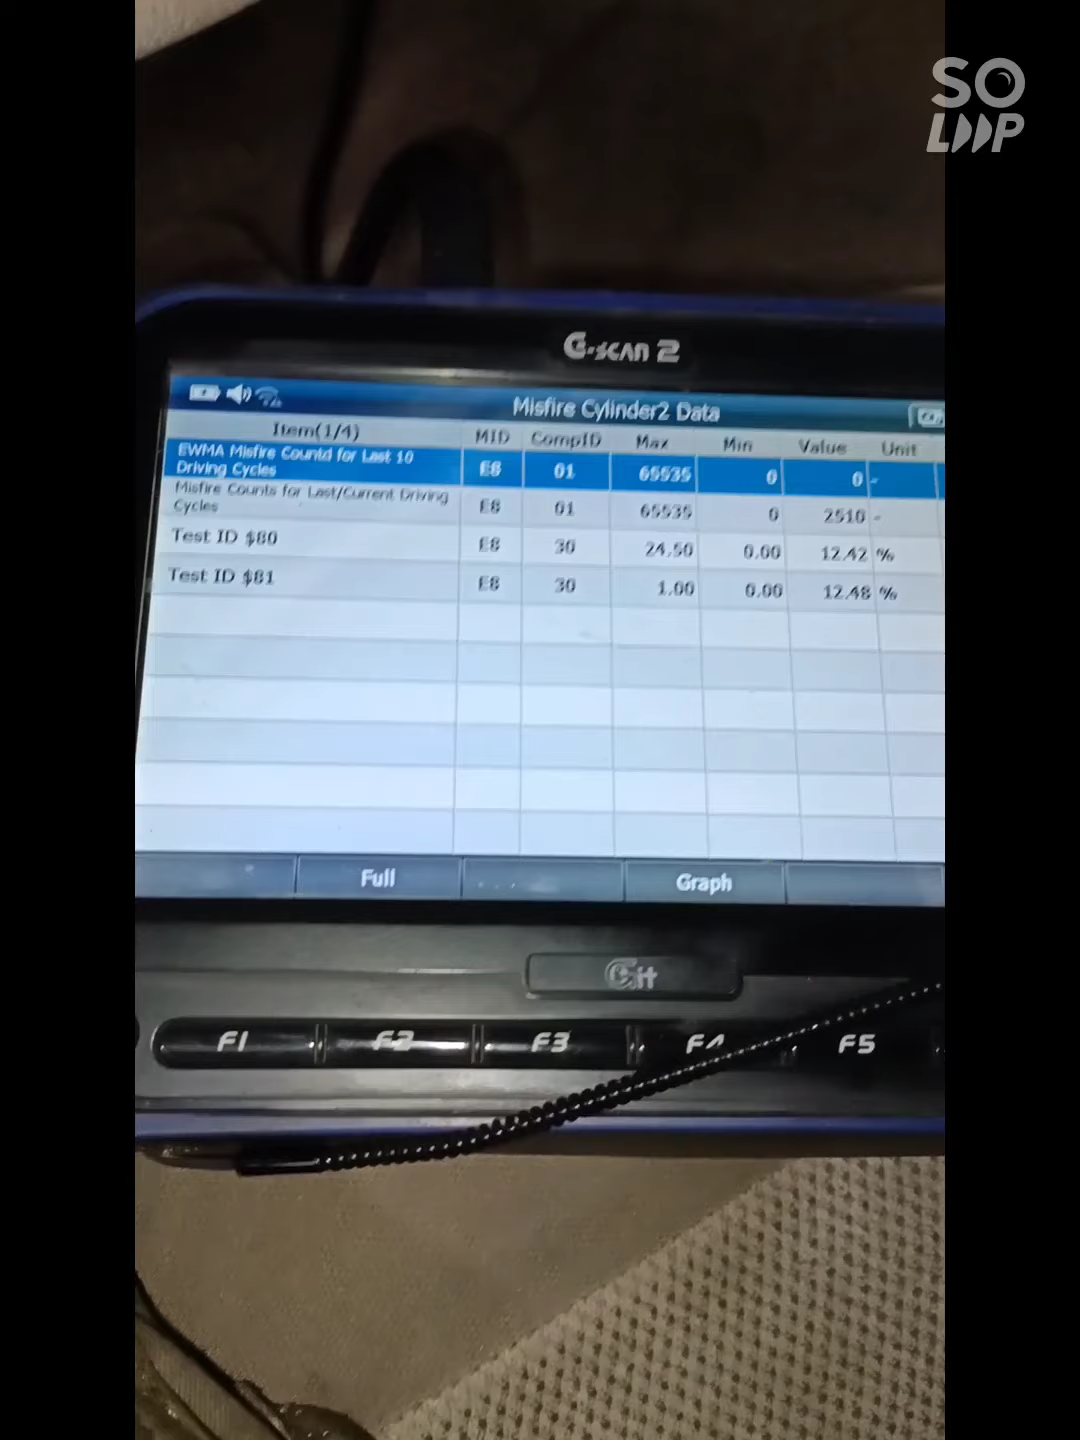 SO
LOOP
G-scan 2
Misfire Cylinder2 Data
Item(1/4) MID CompID Max Min Value Unit
EWMA Misfire Countd for Last 10 Driving Cycles E8 01 65535 0 0 -
Misfire Counts for Last/Current Driving Cycles E8 01 65535 0 2510 -
Test ID $80 E8 30 24.50 0.00 12.42 %
Test ID $81 E8 30 1.00 0.00 12.48 %
Full Graph
Git
F1 F2 F3 F4 F5